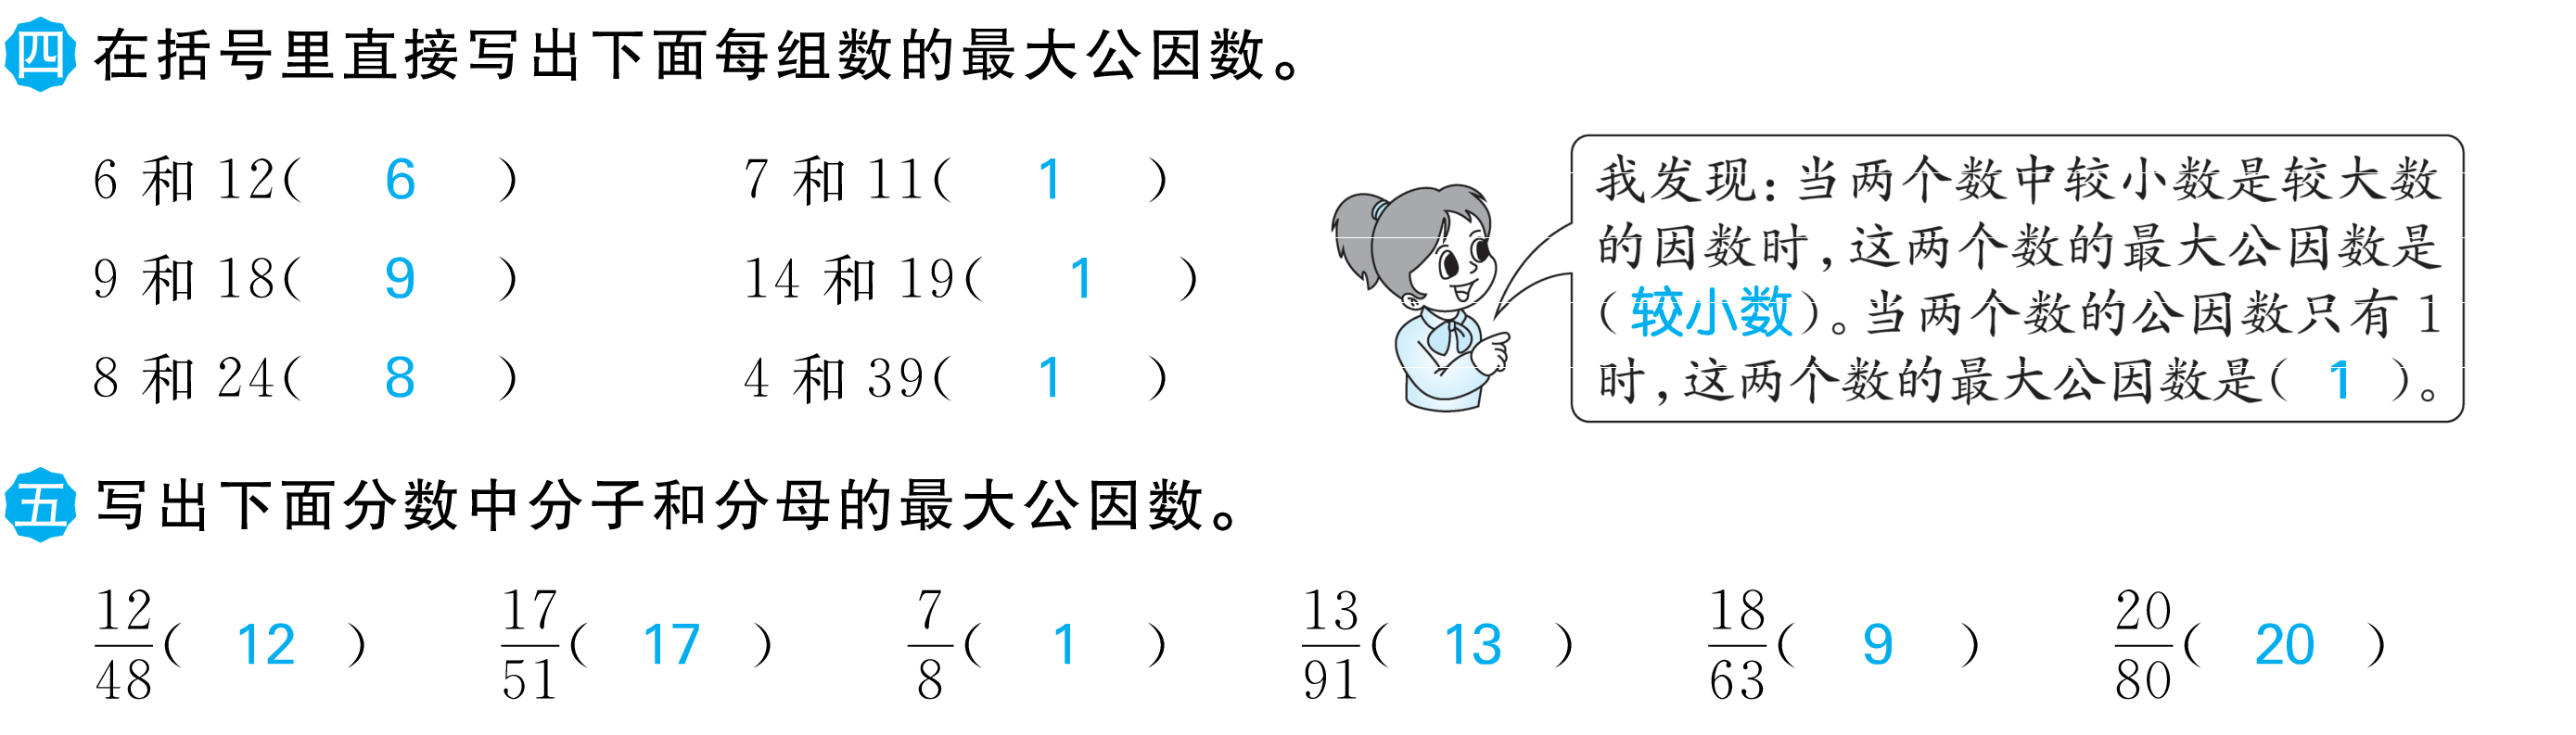 四 在括号里直接写出下面每组数的最大公因数。
6 和 12( 6 ) 7 和 11( 1 )
9 和 18( 9 ) 14 和 19( 1 )
8 和 24( 8 ) 4 和 39( 1 )
我发现:当两个数中较小数是较大数
的因数时,这两个数的最大公因数是
(较小数)。当两个数的公因数只有 1
时,这两个数的最大公因数是( 1 )。
五 写出下面分数中分子和分母的最大公因数。
12/48( 12 ) 17/51( 17 ) 7/8( 1 ) 13/91( 13 ) 18/63( 9 ) 20/80( 20 )